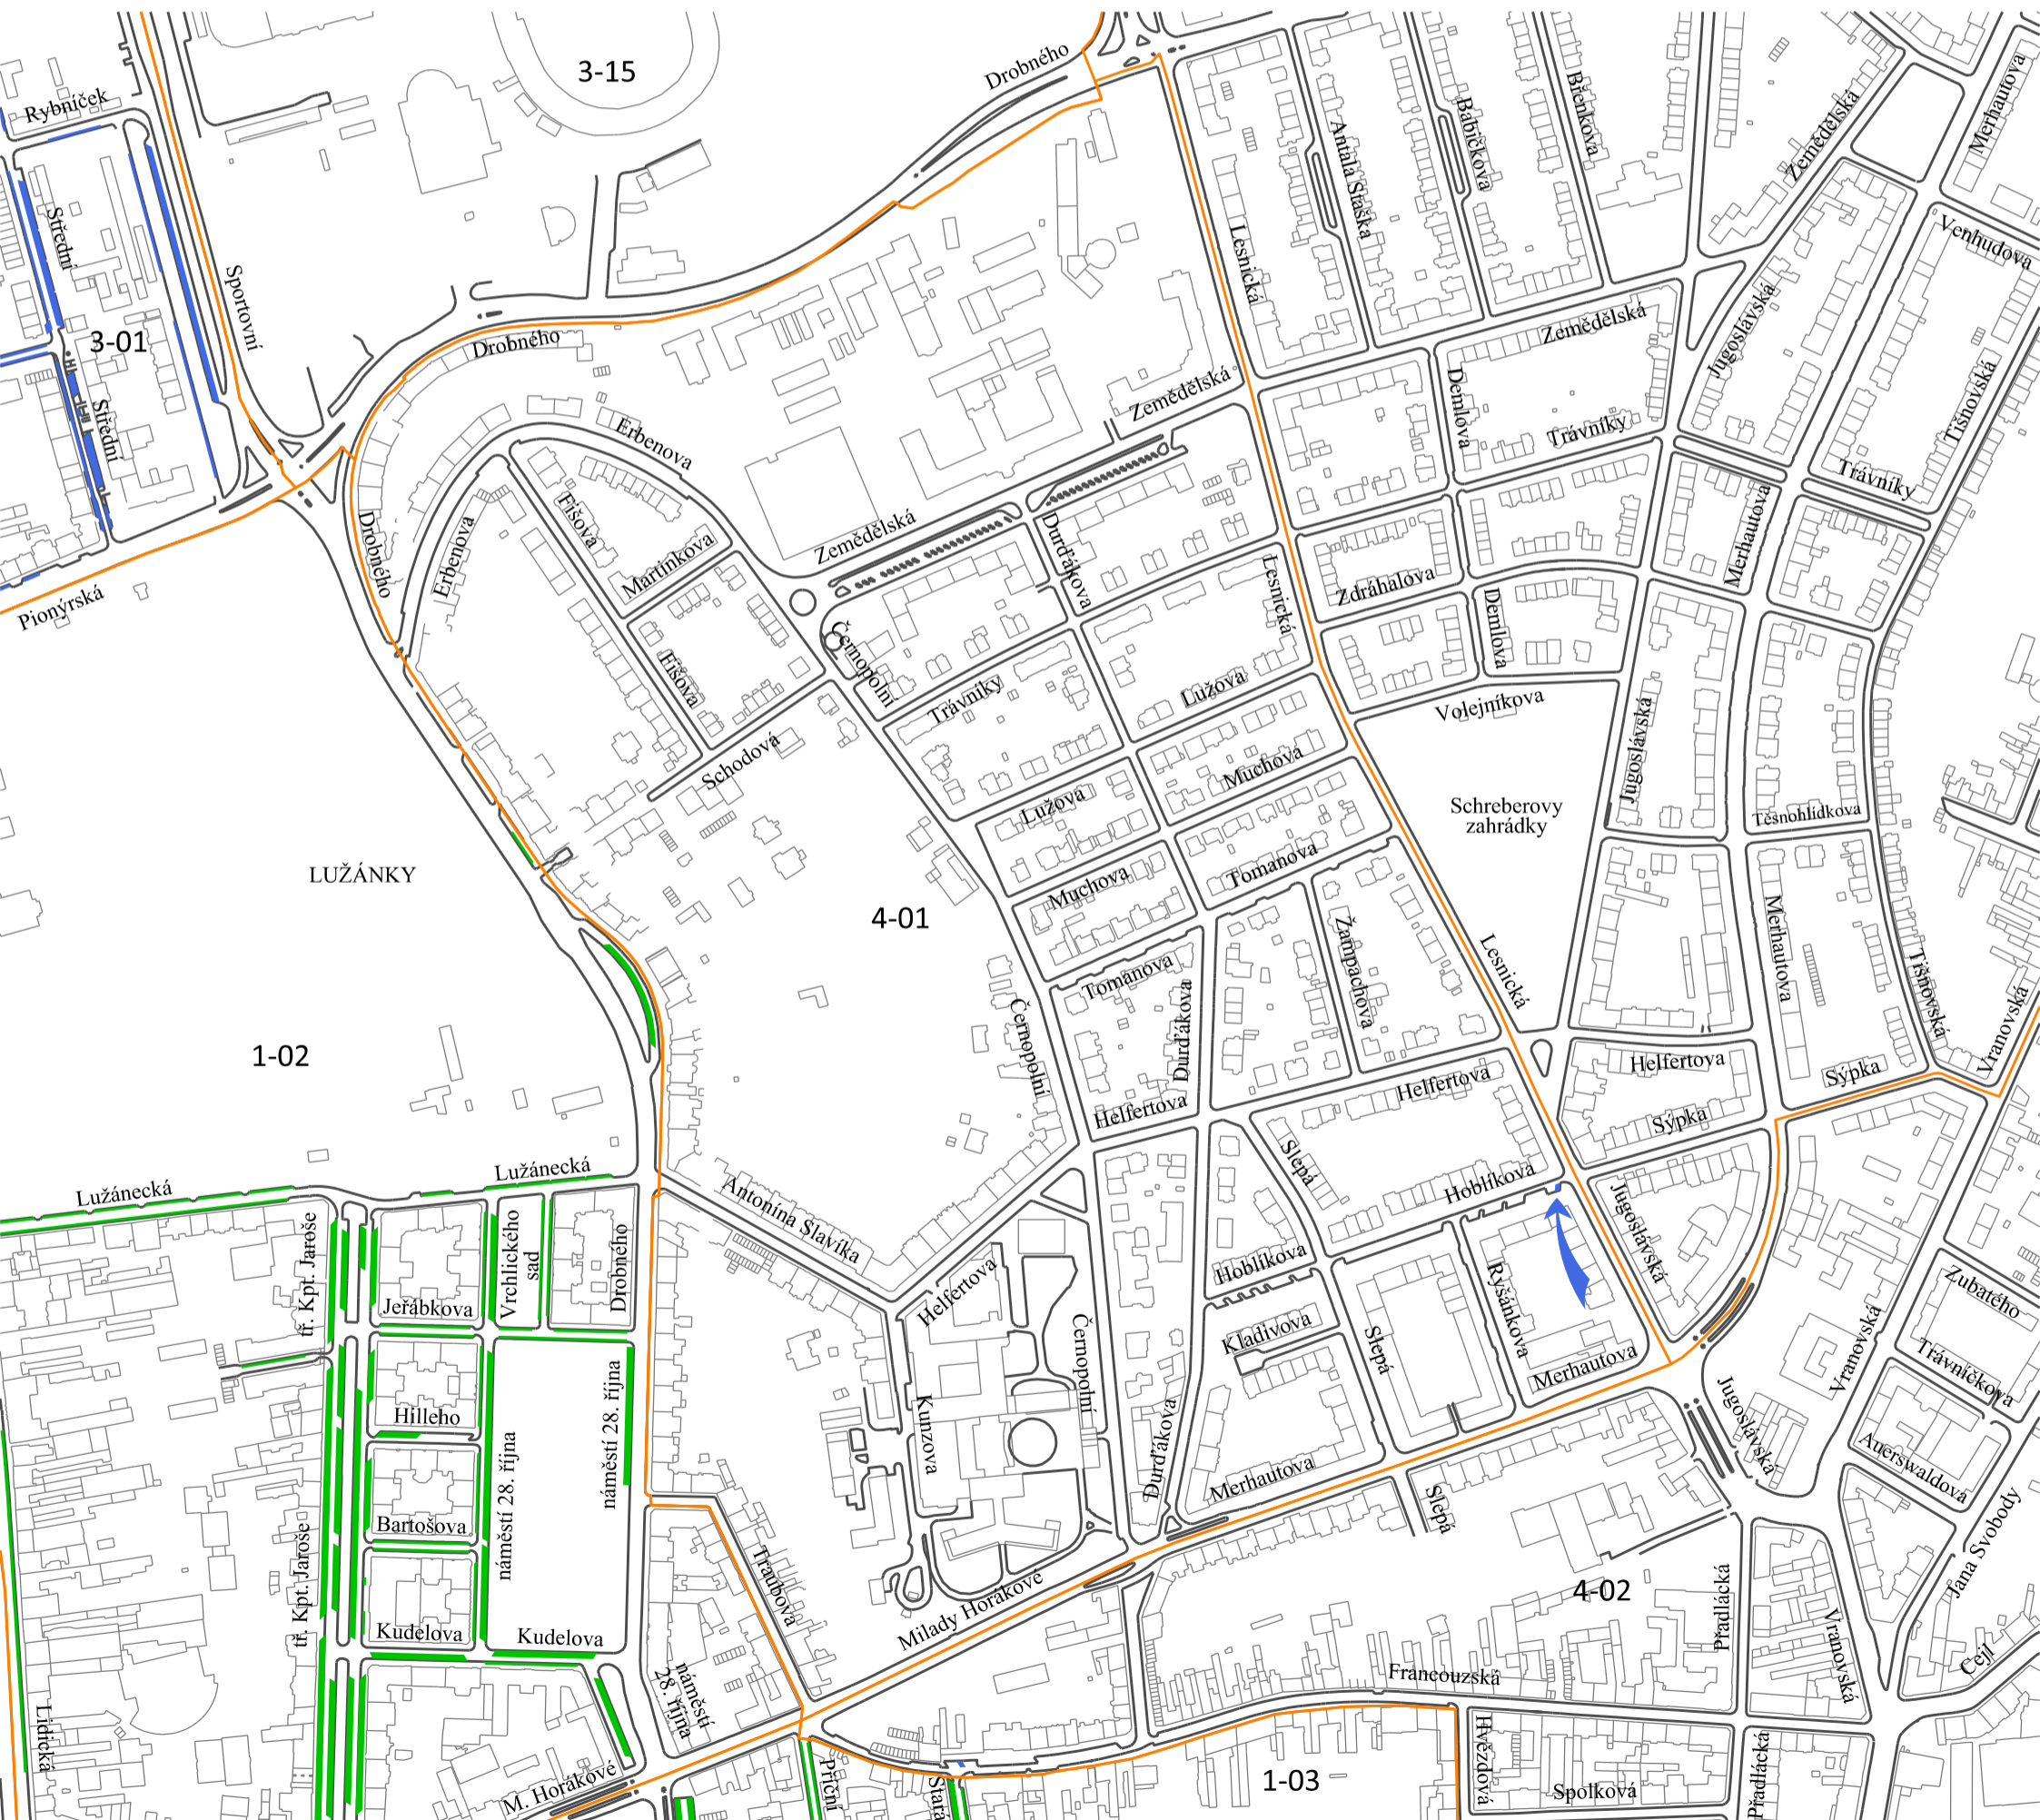 3-15
Drobného
Rybníček
Merhautova
Břenkova
Babičkova
Zemědělská
Antala Staška
Střední
Venhudova
Lesnická
Sportovní
3-01
Drobného
Zemědělská
Jugoslávská
Zemědělská
Demlova
Tišnovská
Střední
Erbenova
Trávníky
Trávníky
Fišova
Zemědělská
Merhautova
Drobného
Erbenova
Martinkova
Durďákova
Lesnická
Zdráhalova
Pionýrská
Demlova
Černopolní
Fišova
Trávníky
Lužova
Volejníkova
Jugoslávská
Schodová
Muchova
Lužova
Schreberovy
zahrádky
Těsnohlídkova
LUŽÁNKY
Tomanova
Muchova
4-01
Žampachova
Merhautova
Lesnická
Tišnovská
Tomanova
Durďákova
Černopolní
Vranovská
1-02
Helfertova
Helfertova
Sýpka
Helfertova
Sýpka
Lužánecká
Lužánecká
Slepá
Hoblíkova
Antonína Slavíka
Jugoslávská
tř. Kpt. Jaroše
Vrchlického
sad
Drobného
Hoblíkova
Helfertova
Ryšánkova
Zubatého
Jeřábkova
Kladivova
Černopolní
Slepá
Vranovská
Merhautova
Trávníčkova
náměstí 28. října
Hilleho
Kunzova
Durďákova
Jugoslávská
Auerswaldova
Merhautova
náměstí 28. října
Slepá
Bartošova
tř. Kpt. Jaroše
Traubova
Jana Svobody
Milady Horákové
4-02
Přadlácká
Vranovská
Kudelova
Kudelova
Francouzská
Cejl
náměstí
28. října
Lidická
Hvězdová
Přadlácká
M. Horákové
Příční
Stará
1-03
Spolková